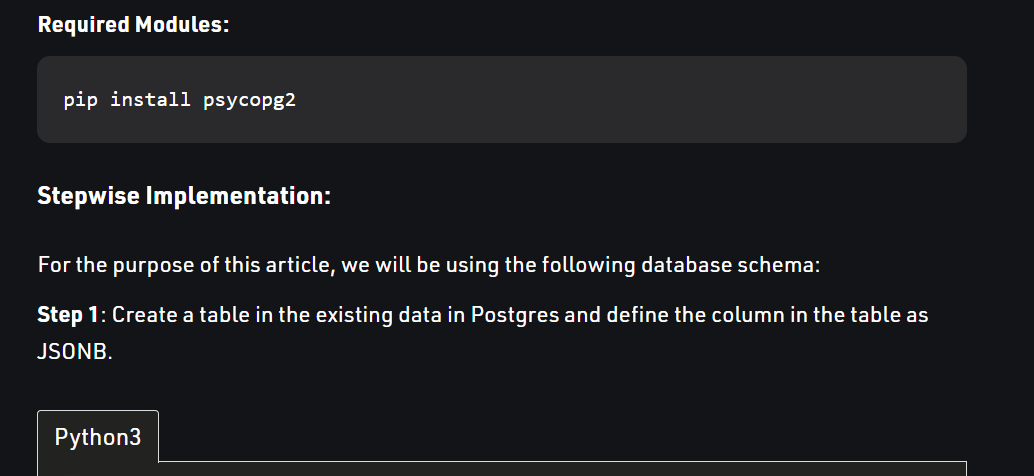 Required Modules:
pip install psycopg2
Stepwise Implementation:
For the purpose of this article, we will be using the following database schema:
Step 1: Create a table in the existing data in Postgres and define the column in the table as
JSONB.
Python3